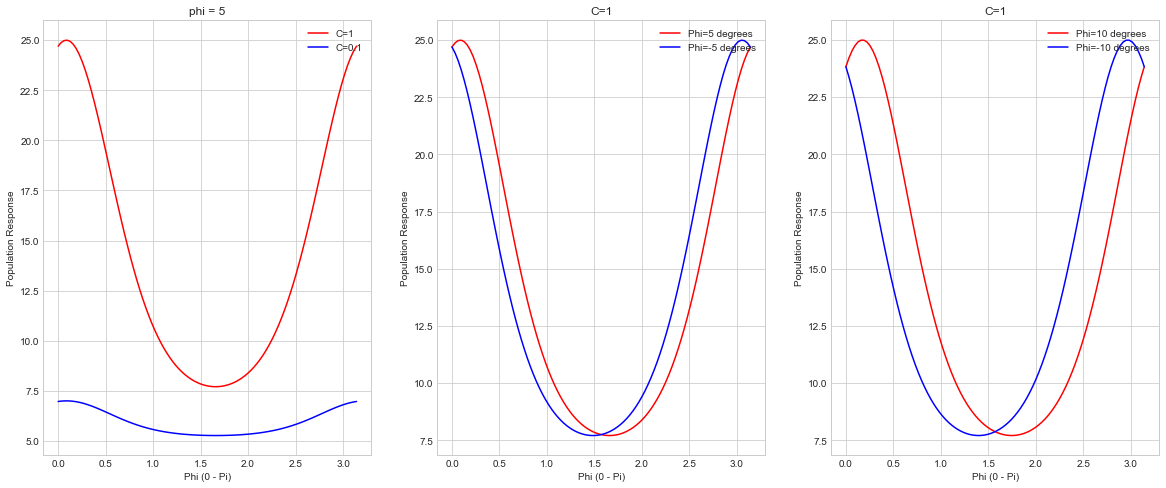 phi = 5
C=1
C=0.1
25.0
22.5
20.0
17.5
15.0
12.5
10.0
7.5
5.0
Population Response
0.0 0.5 1.0 1.5 2.0 2.5 3.0
Phi (0 - Pi)
C=1
Phi=5 degrees
Phi=-5 degrees
25.0
22.5
20.0
17.5
15.0
12.5
10.0
7.5
Population Response
0.0 0.5 1.0 1.5 2.0 2.5 3.0
Phi (0 - Pi)
C=1
Phi=10 degrees
Phi=-10 degrees
25.0
22.5
20.0
17.5
15.0
12.5
10.0
7.5
Population Response
0.0 0.5 1.0 1.5 2.0 2.5 3.0
Phi (0 - Pi)